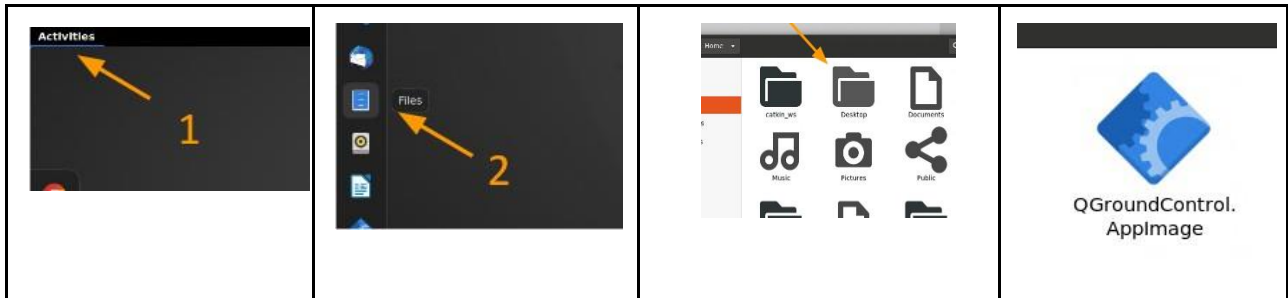 Activities
1
Files
2
Home
catkin_ws
Desktop
Documents
Music
Pictures
Public
QGroundControl.
AppImage